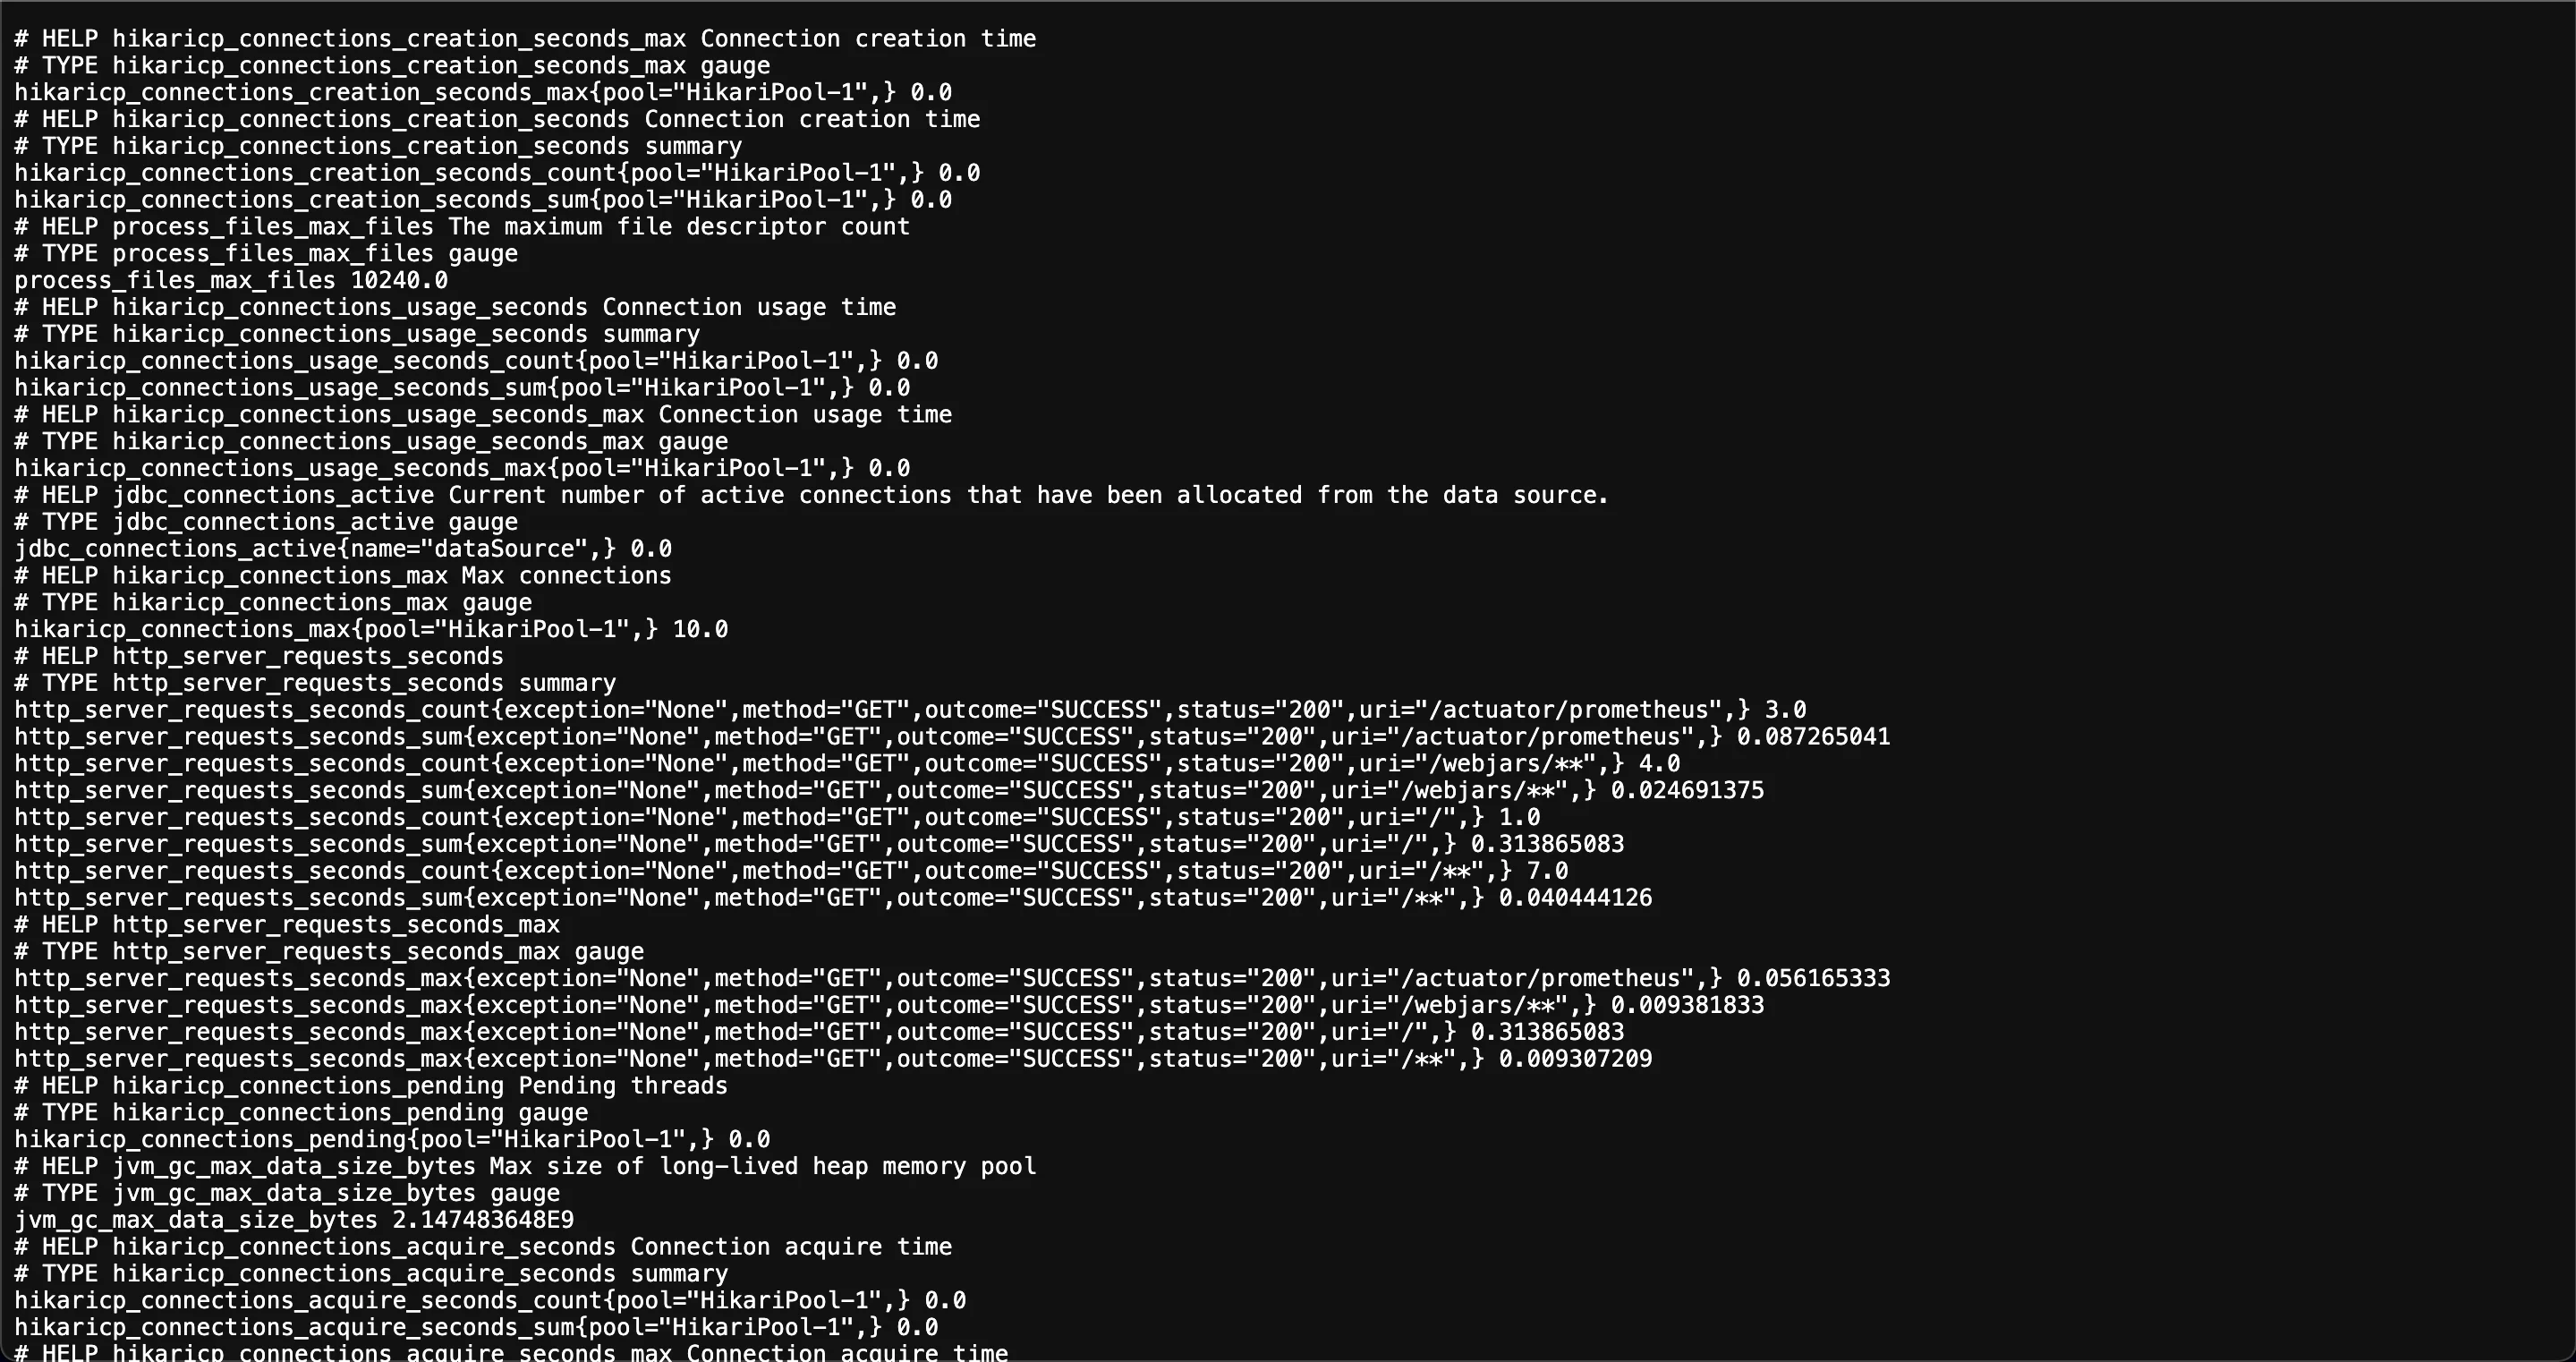 # HELP hikaricp_connections_creation_seconds_max Connection creation time
# TYPE hikaricp_connections_creation_seconds_max gauge
hikaricp_connections_creation_seconds_max{pool="HikariPool-1",} 0.0
# HELP hikaricp_connections_creation_seconds Connection creation time
# TYPE hikaricp_connections_creation_seconds summary
hikaricp_connections_creation_seconds_count{pool="HikariPool-1",} 0.0
hikaricp_connections_creation_seconds_sum{pool="HikariPool-1",} 0.0
# HELP process_files_max_files The maximum file descriptor count
# TYPE process_files_max_files gauge
process_files_max_files 10240.0
# HELP hikaricp_connections_usage_seconds Connection usage time
# TYPE hikaricp_connections_usage_seconds summary
hikaricp_connections_usage_seconds_count{pool="HikariPool-1",} 0.0
hikaricp_connections_usage_seconds_sum{pool="HikariPool-1",} 0.0
# HELP hikaricp_connections_usage_seconds_max Connection usage time
# TYPE hikaricp_connections_usage_seconds_max gauge
hikaricp_connections_usage_seconds_max{pool="HikariPool-1",} 0.0
# HELP jdbc_connections_active Current number of active connections that have been allocated from the data source.
# TYPE jdbc_connections_active gauge
jdbc_connections_active{name="dataSource",} 0.0
# HELP hikaricp_connections_max Max connections
# TYPE hikaricp_connections_max gauge
hikaricp_connections_max{pool="HikariPool-1",} 10.0
# HELP http_server_requests_seconds
# TYPE http_server_requests_seconds summary
http_server_requests_seconds_count{exception="None",method="GET",outcome="SUCCESS",status="200",uri="/actuator/prometheus",} 3.0
http_server_requests_seconds_sum{exception="None",method="GET",outcome="SUCCESS",status="200",uri="/actuator/prometheus",} 0.087265041
http_server_requests_seconds_count{exception="None",method="GET",outcome="SUCCESS",status="200",uri="/webjars/**",} 4.0
http_server_requests_seconds_sum{exception="None",method="GET",outcome="SUCCESS",status="200",uri="/webjars/**",} 0.024691375
http_server_requests_seconds_count{exception="None",method="GET",outcome="SUCCESS",status="200",uri="/",} 1.0
http_server_requests_seconds_sum{exception="None",method="GET",outcome="SUCCESS",status="200",uri="/",} 0.313865083
http_server_requests_seconds_count{exception="None",method="GET",outcome="SUCCESS",status="200",uri="/**",} 7.0
http_server_requests_seconds_sum{exception="None",method="GET",outcome="SUCCESS",status="200",uri="/**",} 0.040444126
# HELP http_server_requests_seconds_max
# TYPE http_server_requests_seconds_max gauge
http_server_requests_seconds_max{exception="None",method="GET",outcome="SUCCESS",status="200",uri="/actuator/prometheus",} 0.056165333
http_server_requests_seconds_max{exception="None",method="GET",outcome="SUCCESS",status="200",uri="/webjars/**",} 0.009381833
http_server_requests_seconds_max{exception="None",method="GET",outcome="SUCCESS",status="200",uri="/",} 0.313865083
http_server_requests_seconds_max{exception="None",method="GET",outcome="SUCCESS",status="200",uri="/**",} 0.009307209
# HELP hikaricp_connections_pending Pending threads
# TYPE hikaricp_connections_pending gauge
hikaricp_connections_pending{pool="HikariPool-1",} 0.0
# HELP jvm_gc_max_data_size_bytes Max size of long-lived heap memory pool
# TYPE jvm_gc_max_data_size_bytes gauge
jvm_gc_max_data_size_bytes 2.147483648E9
# HELP hikaricp_connections_acquire_seconds Connection acquire time
# TYPE hikaricp_connections_acquire_seconds summary
hikaricp_connections_acquire_seconds_count{pool="HikariPool-1",} 0.0
hikaricp_connections_acquire_seconds_sum{pool="HikariPool-1",} 0.0
# HELP hikaricp_connections_acquire_seconds_max Connection acquire time